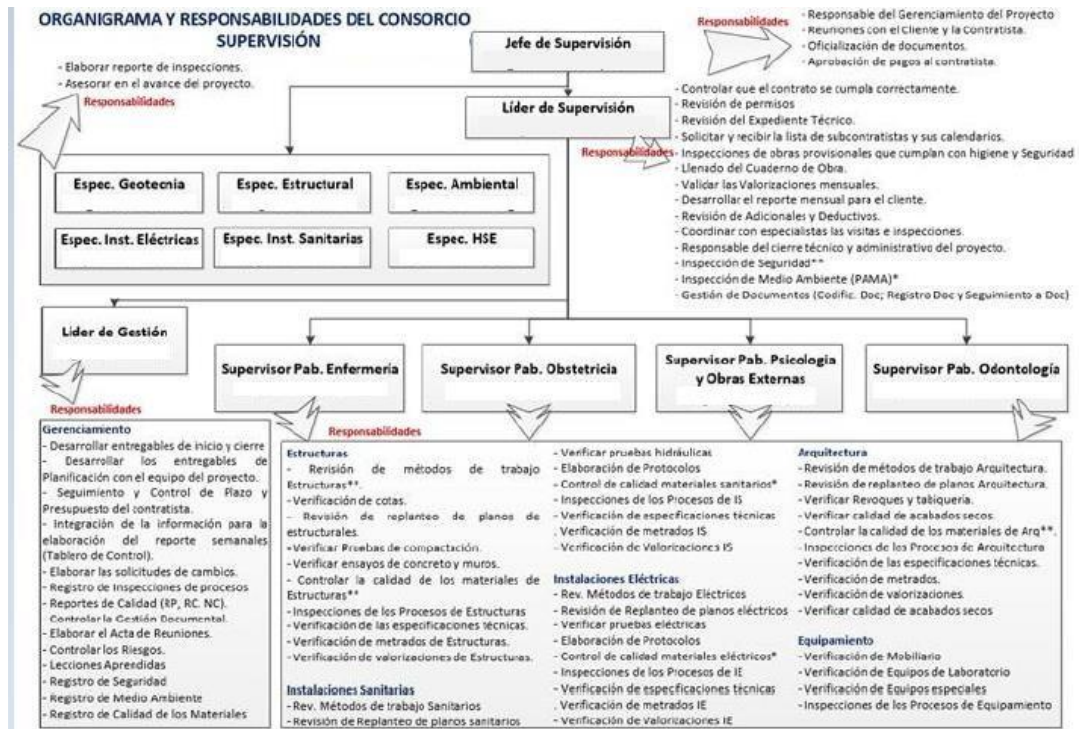 ORGANIGRAMA Y RESPONSABILIDADES DEL CONSORCIO
SUPERVISIÓN
- Elaborar reporte de inspecciones.
- Asesorar en el avance del proyecto.
Responsabilidades
Jefe de Supervisión
Responsabilidades
- Responsable del Gerenciamiento del Proyecto
- Reuniones con el Cliente y la Contratista.
- Oficialización de documentos.
- Aprobación de pagos al contratista.
Líder de Supervisión
Responsabilidades
- Controlar que el contrato se cumpla correctamente.
- Revisión de permisos
- Revisión del Expediente Técnico.
- Solicitar y recibir la lista de subcontratistas y sus calendarios.
- Inspecciones de obras provisionales que cumplan con higiene y Seguridad
- Llenado del Cuaderno de Obra.
- Validar las Valorizaciones mensuales.
- Desarrollar el reporte mensual para el cliente.
- Revisión de Adicionales y Deductivos.
- Coordinar con especialistas las visitas e inspecciones.
- Responsable del cierre técnico y administrativo del proyecto.
- Inspección de Seguridad**
- Inspección de Medio Ambiente (PAMA)*
- Gestión de Documentos (Codific. Doc; Registro Doc y Seguimiento a Doc)
Espec. Geotecnia
Espec. Estructural
Espec. Ambiental
Espec. Inst. Eléctricas
Espec. Inst. Sanitarias
Espec. HSE
Lider de Gestión
Supervisor Pab. Enfermería
Supervisor Pab. Obstetricia
Supervisor Pab. Psicologia
y Obras Externas
Supervisor Pab. Odontología
Responsabilidades
Gerenciamiento
- Desarrollar entregables de inicio y cierre
- Desarrollar los entregables de
Planificación con el equipo del proyecto.
- Seguimiento y Control de Plazo y
Presupuesto del contratista.
- Integración de la información para la
elaboración del reporte semanales
(Tablero de Control).
- Elaborar las solicitudes de cambios.
- Registro de Inspecciones de procesos
- Reportes de Calidad (RP, RC. NC).
- Controlar la Gestión Documental.
- Elaborar el Acta de Reuniones.
- Controlar los Riesgos.
- Lecciones Aprendidas
- Registro de Seguridad
- Registro de Medio Ambiente
- Registro de Calidad de los Materiales
Responsabilidades
Estructuras
- Revisión de métodos de trabajo
Estructuras**.
-Verificación de cotas.
- Revisión de replanteo de planos de
estructurales.
-Verificar Pruebas de compactación.
-Verificar ensayos de concreto y muros.
- Controlar la calidad de los materiales de
Estructuras**
-Inspecciones de los Procesos de Estructuras
-Verificación de las especificaciones técnicas.
-Verificación de metrados de Estructuras.
-Verificación de valorizaciones de Estructuras.
Instalaciones Sanitarias
- Rev. Métodos de trabajo Sanitarios
- Revisión de Replanteo de planos sanitarios
- Verificar pruebas hidráulicas
- Elaboración de Protocolos
- Control de calidad materiales sanitarios*
- Inspecciones de los Procesos de IS
- Verificación de especificaciones técnicas
. Verificación de metrados IS
- Verificación de Valorizaciones IS
Instalaciones Eléctricas
- Rev. Métodos de trabajo Eléctricos
- Revisión de Replanteo de planos eléctricos
- Verificar pruebas eléctricas
- Elaboración de Protocolos
- Control de calidad materiales eléctricos*
- Inspecciones de los Procesos de IE
- Verificación de especificaciones técnicas
. Verificación de metrados IE
- Verificación de Valorizaciones IE
Arquitectura
-Revisión de métodos de trabajo Arquitectura.
-Revisión de replanteo de planos Arquitectura.
-Verificar Revoques y tabiquería.
-Verificar calidad de acabados secos
-Controlar la calidad de los materiales de Arq**.
-Inspecciones de los Procesos de Arquitectura
-Verificación de las especificaciones técnicas.
-Verificación de metrados.
-Verificación de valorizaciones
-Verificar calidad de acabados secos
Equipamiento
-Verificación de Mobiliario
-Verificación de Equipos de Laboratorio
-Verificación de Equipos especiales
-Inspecciones de los Procesos de Equipamiento